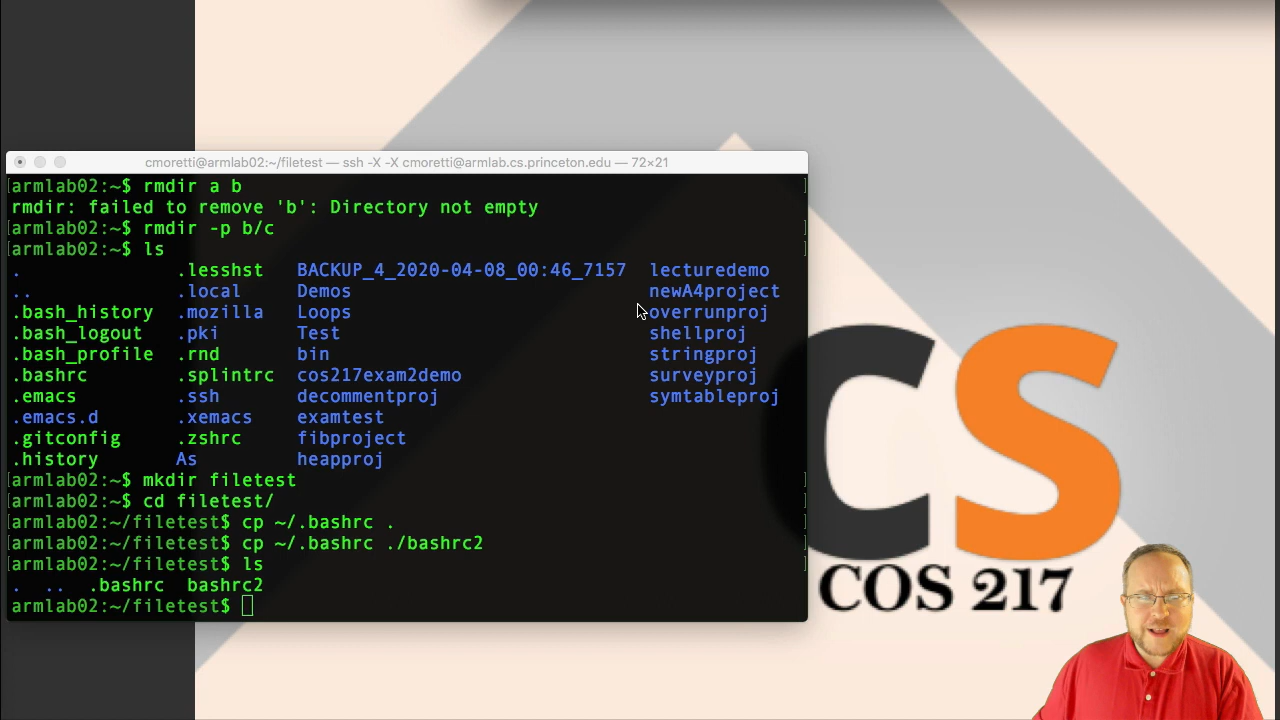 cmoretti@armlab02:~/filetest — ssh -X -X cmoretti@armlab.cs.princeton.edu — 72×21
[armlab02:~$ rmdir a b ]
rmdir: failed to remove 'b': Directory not empty
[armlab02:~$ rmdir -p b/c ]
[armlab02:~$ ls ]
. .lesshst BACKUP_4_2020-04-08_00:46_7157 lecturedemo
.. .local Demos newA4project
.bash_history .mozilla Loops overrunproj
.bash_logout .pki Test shellproj
.bash_profile .rnd bin stringproj
.bashrc .splintrc cos217exam2demo surveyproj
.emacs .ssh decommentproj symtableproj
.emacs.d .xemacs examtest
.gitconfig .zshrc fibproject
.history As heapproj
[armlab02:~$ mkdir filetest ]
[armlab02:~$ cd filetest/ ]
[armlab02:~/filetest$ cp ~/.bashrc . ]
[armlab02:~/filetest$ cp ~/.bashrc ./bashrc2 ]
[armlab02:~/filetest$ ls ]
. .. .bashrc bashrc2
armlab02:~/filetest$
CS
COS 217